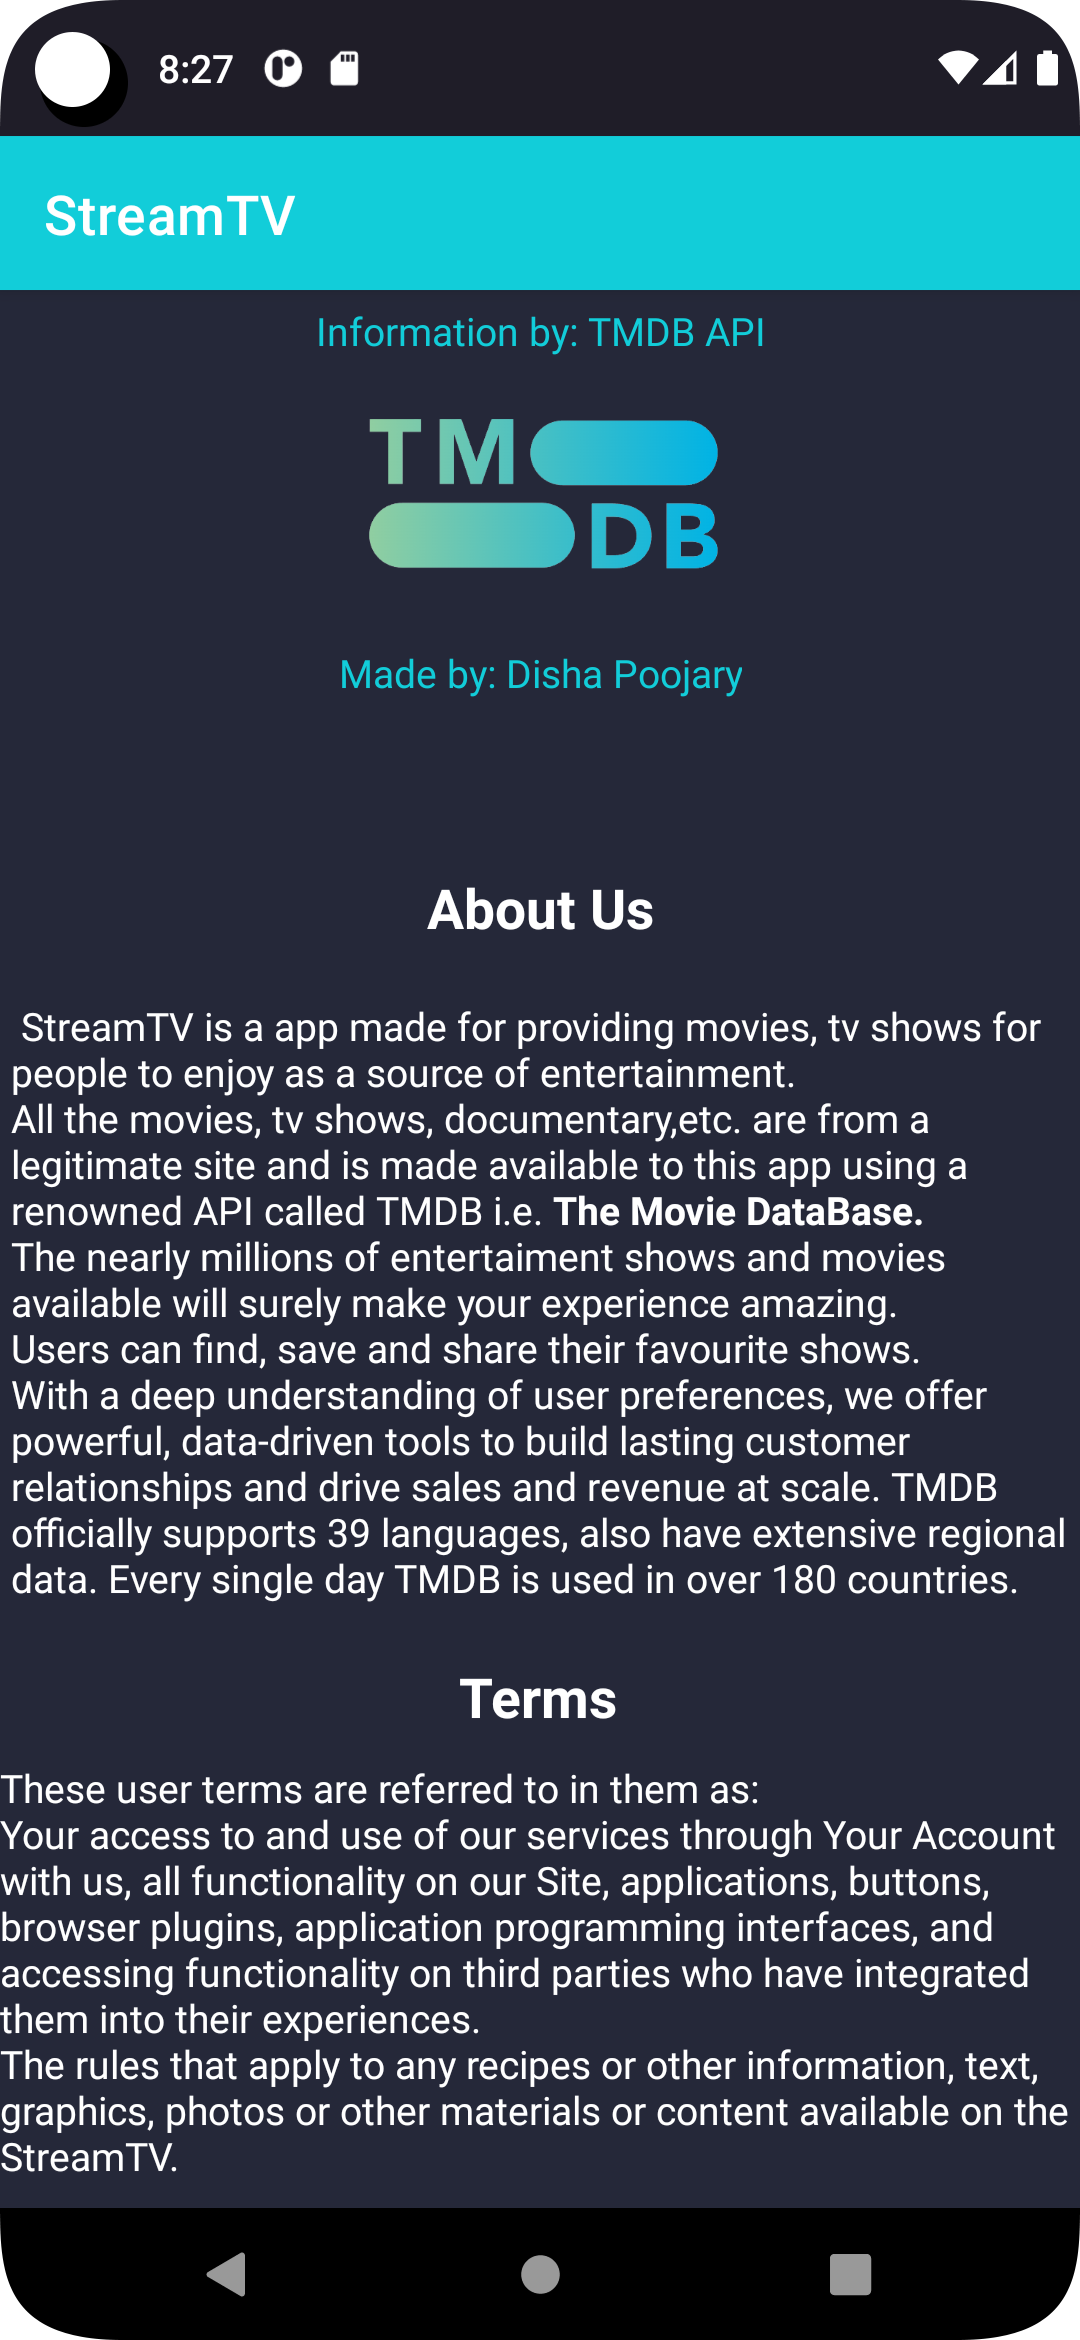 8:27
StreamTV
Information by: TMDB API
TM
DB
Made by: Disha Poojary
About Us
StreamTV is a app made for providing movies, tv shows for
people to enjoy as a source of entertainment.
All the movies, tv shows, documentary,etc. are from a
legitimate site and is made available to this app using a
renowned API called TMDB i.e. The Movie DataBase.
The nearly millions of entertaiment shows and movies
available will surely make your experience amazing.
Users can find, save and share their favourite shows.
With a deep understanding of user preferences, we offer
powerful, data-driven tools to build lasting customer
relationships and drive sales and revenue at scale. TMDB
officially supports 39 languages, also have extensive regional
data. Every single day TMDB is used in over 180 countries.
Terms
These user terms are referred to in them as:
Your access to and use of our services through Your Account
with us, all functionality on our Site, applications, buttons,
browser plugins, application programming interfaces, and
accessing functionality on third parties who have integrated
them into their experiences.
The rules that apply to any recipes or other information, text,
graphics, photos or other materials or content available on the
StreamTV.